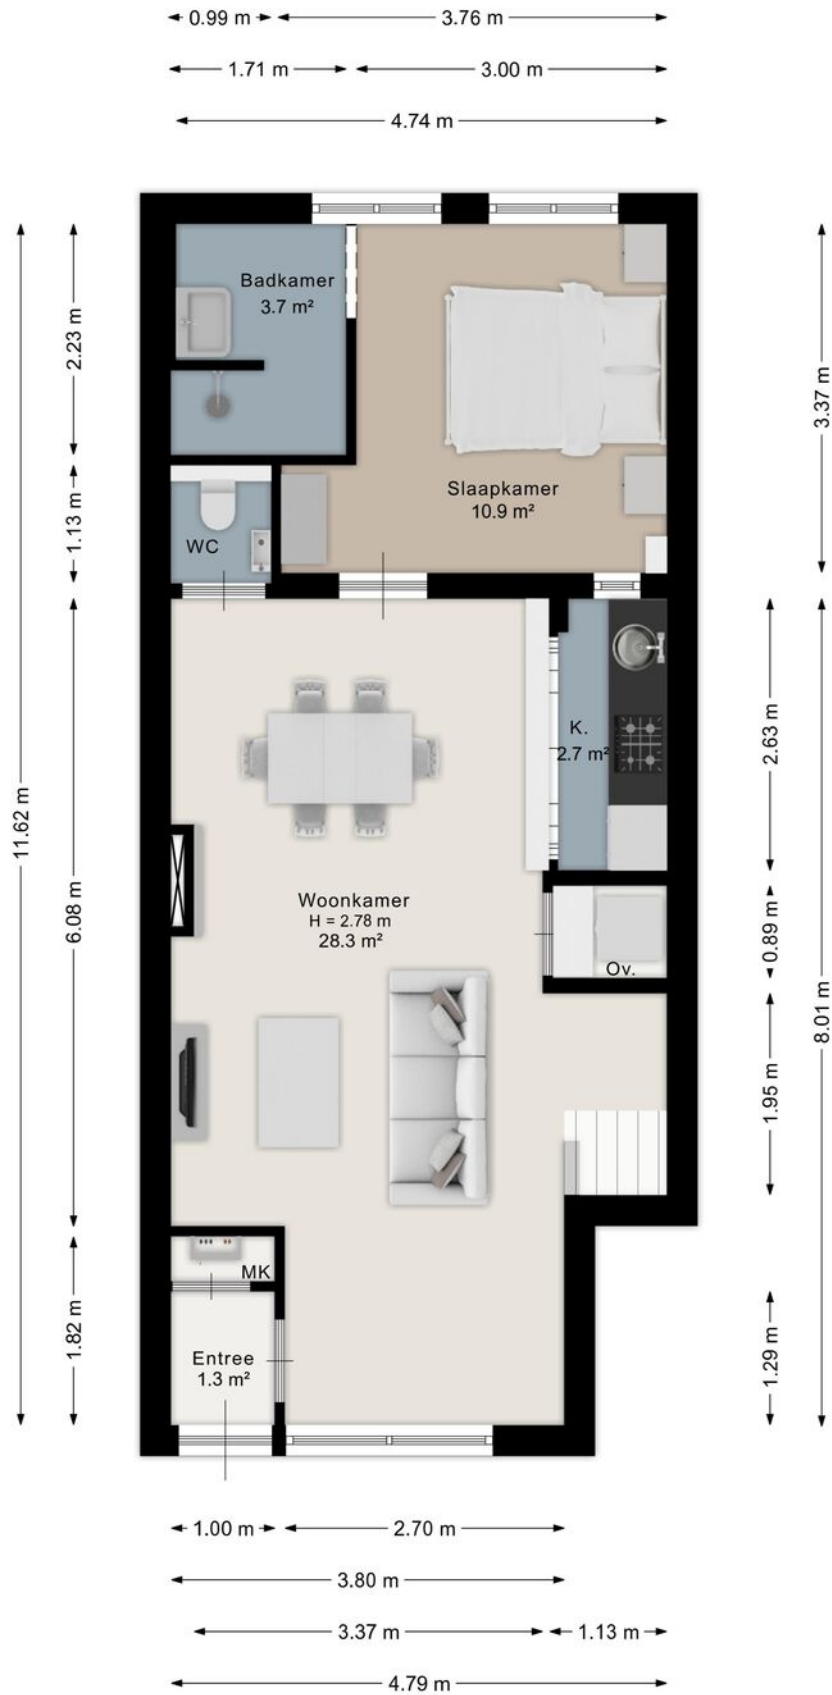 0.99 m
3.76 m
1.71 m
3.00 m
4.74 m
2.23 m
3.37 m
Badkamer
3.7 m²
Slaapkamer
10.9 m²
1.13 m
WC
11.62 m
6.08 m
2.63 m
K.
2.7 m²
Woonkamer
H = 2.78 m
28.3 m²
0.89 m
Ov.
8.01 m
1.95 m
MK
1.82 m
Entree
1.3 m²
1.29 m
1.00 m
2.70 m
3.80 m
3.37 m
1.13 m
4.79 m